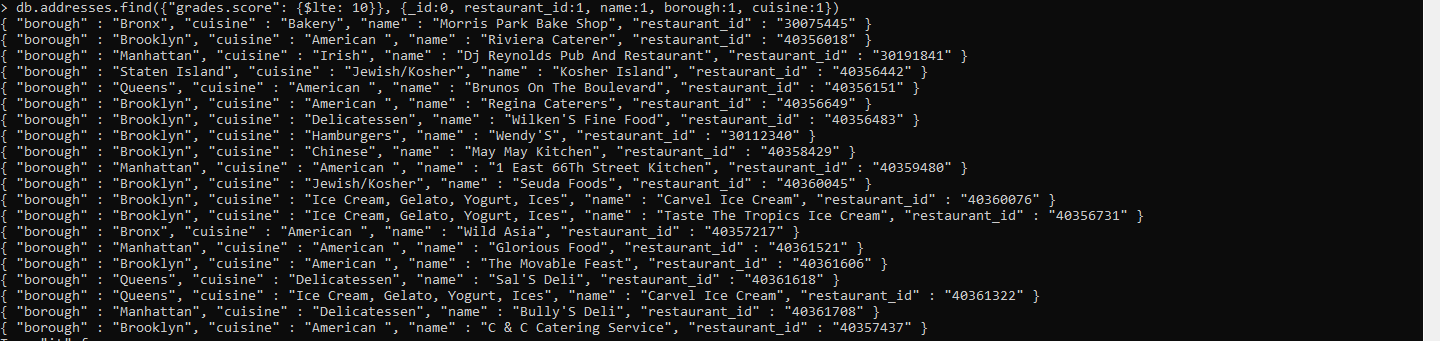 > db.addresses.find({"grades.score": {$lte: 10}}, {_id:0, restaurant_id:1, name:1, borough:1, cuisine:1})
{ "borough" : "Bronx", "cuisine" : "Bakery", "name" : "Morris Park Bake Shop", "restaurant_id" : "30075445" }
{ "borough" : "Brooklyn", "cuisine" : "American ", "name" : "Riviera Caterer", "restaurant_id" : "40356018" }
{ "borough" : "Manhattan", "cuisine" : "Irish", "name" : "Dj Reynolds Pub And Restaurant", "restaurant_id" : "30191841" }
{ "borough" : "Staten Island", "cuisine" : "Jewish/Kosher", "name" : "Kosher Island", "restaurant_id" : "40356442" }
{ "borough" : "Queens", "cuisine" : "American ", "name" : "Brunos On The Boulevard", "restaurant_id" : "40356151" }
{ "borough" : "Brooklyn", "cuisine" : "American ", "name" : "Regina Caterers", "restaurant_id" : "40356649" }
{ "borough" : "Brooklyn", "cuisine" : "Delicatessen", "name" : "Wilken'S Fine Food", "restaurant_id" : "40356483" }
{ "borough" : "Brooklyn", "cuisine" : "Hamburgers", "name" : "Wendy'S", "restaurant_id" : "30112340" }
{ "borough" : "Brooklyn", "cuisine" : "Chinese", "name" : "May May Kitchen", "restaurant_id" : "40358429" }
{ "borough" : "Manhattan", "cuisine" : "American ", "name" : "1 East 66Th Street Kitchen", "restaurant_id" : "40359480" }
{ "borough" : "Brooklyn", "cuisine" : "Jewish/Kosher", "name" : "Seuda Foods", "restaurant_id" : "40360045" }
{ "borough" : "Brooklyn", "cuisine" : "Ice Cream, Gelato, Yogurt, Ices", "name" : "Carvel Ice Cream", "restaurant_id" : "40360076" }
{ "borough" : "Brooklyn", "cuisine" : "Ice Cream, Gelato, Yogurt, Ices", "name" : "Taste The Tropics Ice Cream", "restaurant_id" : "40356731" }
{ "borough" : "Bronx", "cuisine" : "American ", "name" : "Wild Asia", "restaurant_id" : "40357217" }
{ "borough" : "Manhattan", "cuisine" : "American ", "name" : "Glorious Food", "restaurant_id" : "40361521" }
{ "borough" : "Brooklyn", "cuisine" : "American ", "name" : "The Movable Feast", "restaurant_id" : "40361606" }
{ "borough" : "Queens", "cuisine" : "Delicatessen", "name" : "Sal'S Deli", "restaurant_id" : "40361618" }
{ "borough" : "Queens", "cuisine" : "Ice Cream, Gelato, Yogurt, Ices", "name" : "Carvel Ice Cream", "restaurant_id" : "40361322" }
{ "borough" : "Manhattan", "cuisine" : "Delicatessen", "name" : "Bully'S Deli", "restaurant_id" : "40361708" }
{ "borough" : "Brooklyn", "cuisine" : "American ", "name" : "C & C Catering Service", "restaurant_id" : "40357437" }